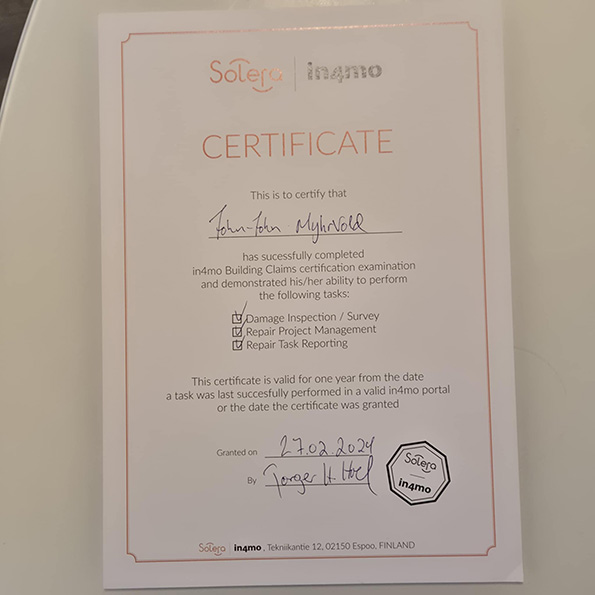 Solera in4mo
CERTIFICATE
This is to certify that
John-John Myhrvold
has sucessfully completed
in4mo Building Claims certification examination
and demonstrated his/her ability to perform
the following tasks:
Damage Inspection / Survey
Repair Project Management
Repair Task Reporting
This certificate is valid for one year from the date
a task was last succesfully performed in a valid in4mo portal
or the date the certificate was granted
Granted on 27.02.2024
By Torger H. Hoel
Solera
in4mo
Solera in4mo, Tekniikantie 12, 02150 Espoo, FINLAND